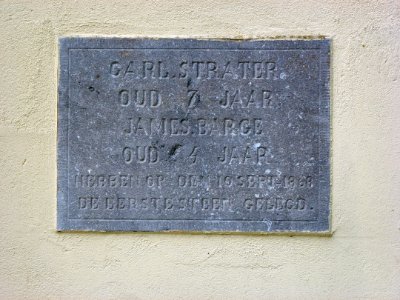 CARL. STRATER
OUD 7 JAAR
JAMES. BARGE
OUD 4 JAAR
HEBBEN OP DEN 10 SEPT. 1868
DE EERSTE STEEN GELEGD.